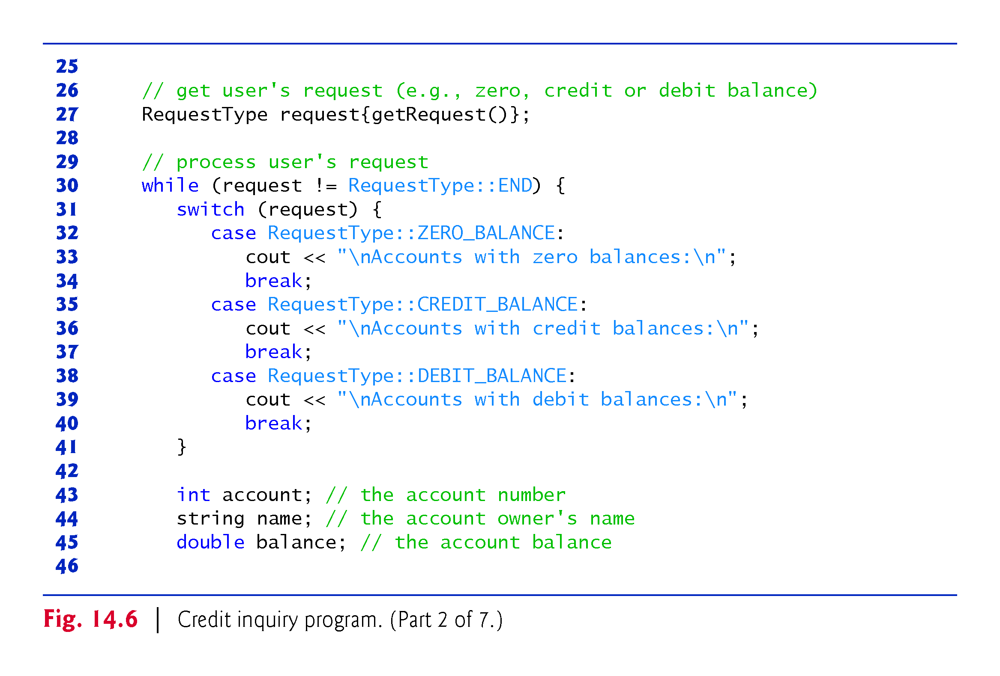 25
26 // get user's request (e.g., zero, credit or debit balance)
27 RequestType request{getRequest()};
28
29 // process user's request
30 while (request != RequestType::END) {
31 switch (request) {
32 case RequestType::ZERO_BALANCE:
33 cout << "\nAccounts with zero balances:\n";
34 break;
35 case RequestType::CREDIT_BALANCE:
36 cout << "\nAccounts with credit balances:\n";
37 break;
38 case RequestType::DEBIT_BALANCE:
39 cout << "\nAccounts with debit balances:\n";
40 break;
41 }
42
43 int account; // the account number
44 string name; // the account owner's name
45 double balance; // the account balance
46
Fig. 14.6 | Credit inquiry program. (Part 2 of 7.)